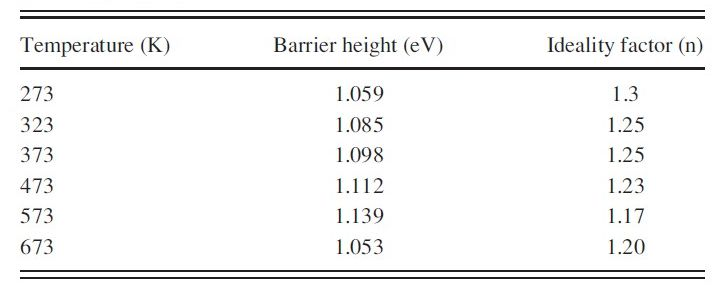 Temperature (K) Barrier height (eV) Ideality factor (n)
273 1.059 1.3
323 1.085 1.25
373 1.098 1.25
473 1.112 1.23
573 1.139 1.17
673 1.053 1.20